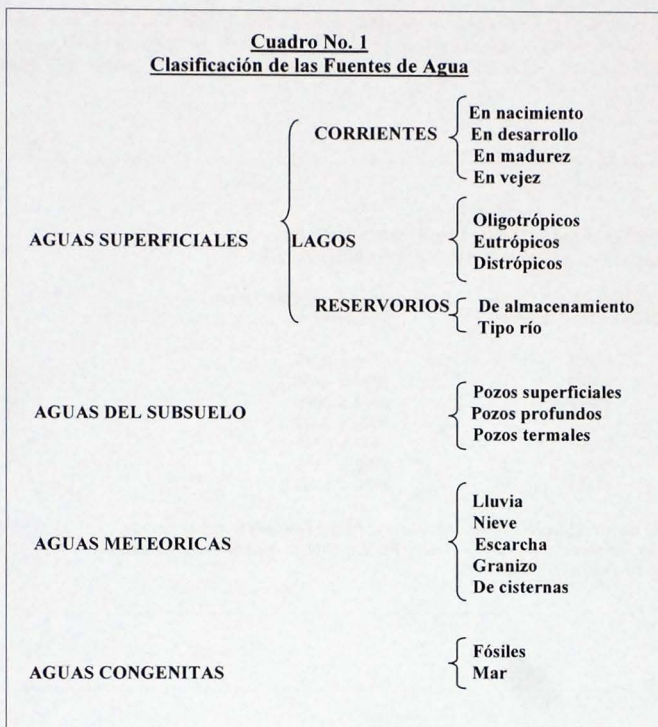 Cuadro No. 1
Clasificación de las Fuentes de Agua
CORRIENTES
En nacimiento
En desarrollo
En madurez
En vejez
AGUAS SUPERFICIALES
LAGOS
Oligotrópicos
Eutrópicos
Distrópicos
RESERVORIOS
De almacenamiento
Tipo río
AGUAS DEL SUBSUELO
Pozos superficiales
Pozos profundos
Pozos termales
AGUAS METEORICAS
Lluvia
Nieve
Escarcha
Granizo
De cisternas
AGUAS CONGENITAS
Fósiles
Mar